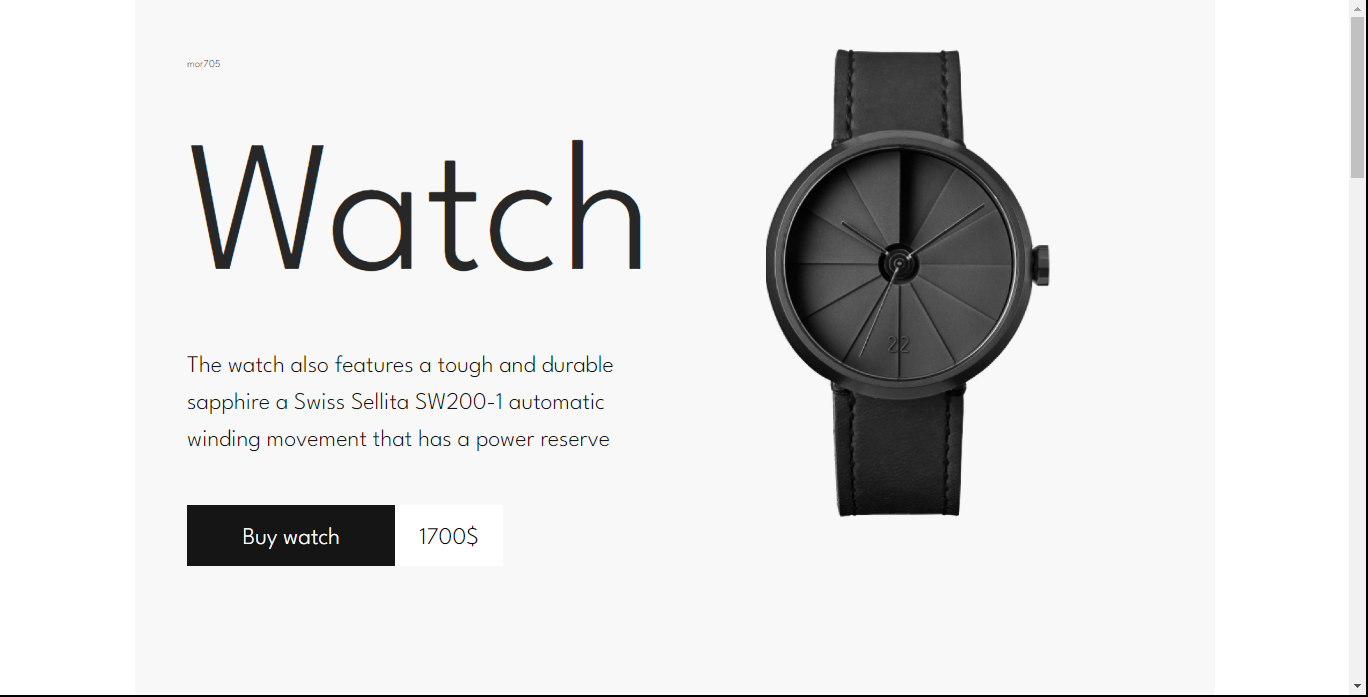 mor705
Watch
The watch also features a tough and durable
sapphire a Swiss Sellita SW200-1 automatic
winding movement that has a power reserve
Buy watch
1700$
22